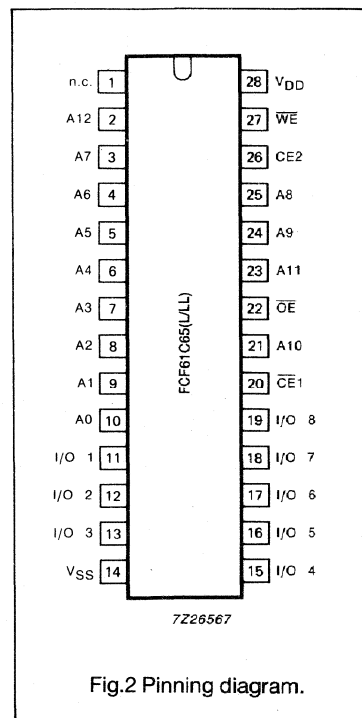 n.c. 1 28 VDD
A12 2 27 W̅E̅
A7 3 26 CE2
A6 4 25 A8
A5 5 24 A9
A4 6 23 A11
A3 7 22 O̅E̅
A2 8 21 A10
A1 9 20 C̅E̅1
A0 10 19 I/O 8
I/O 1 11 18 I/O 7
I/O 2 12 17 I/O 6
I/O 3 13 16 I/O 5
VSS 14 15 I/O 4
FCF61C65(L/LL)
7Z26567
Fig.2 Pinning diagram.